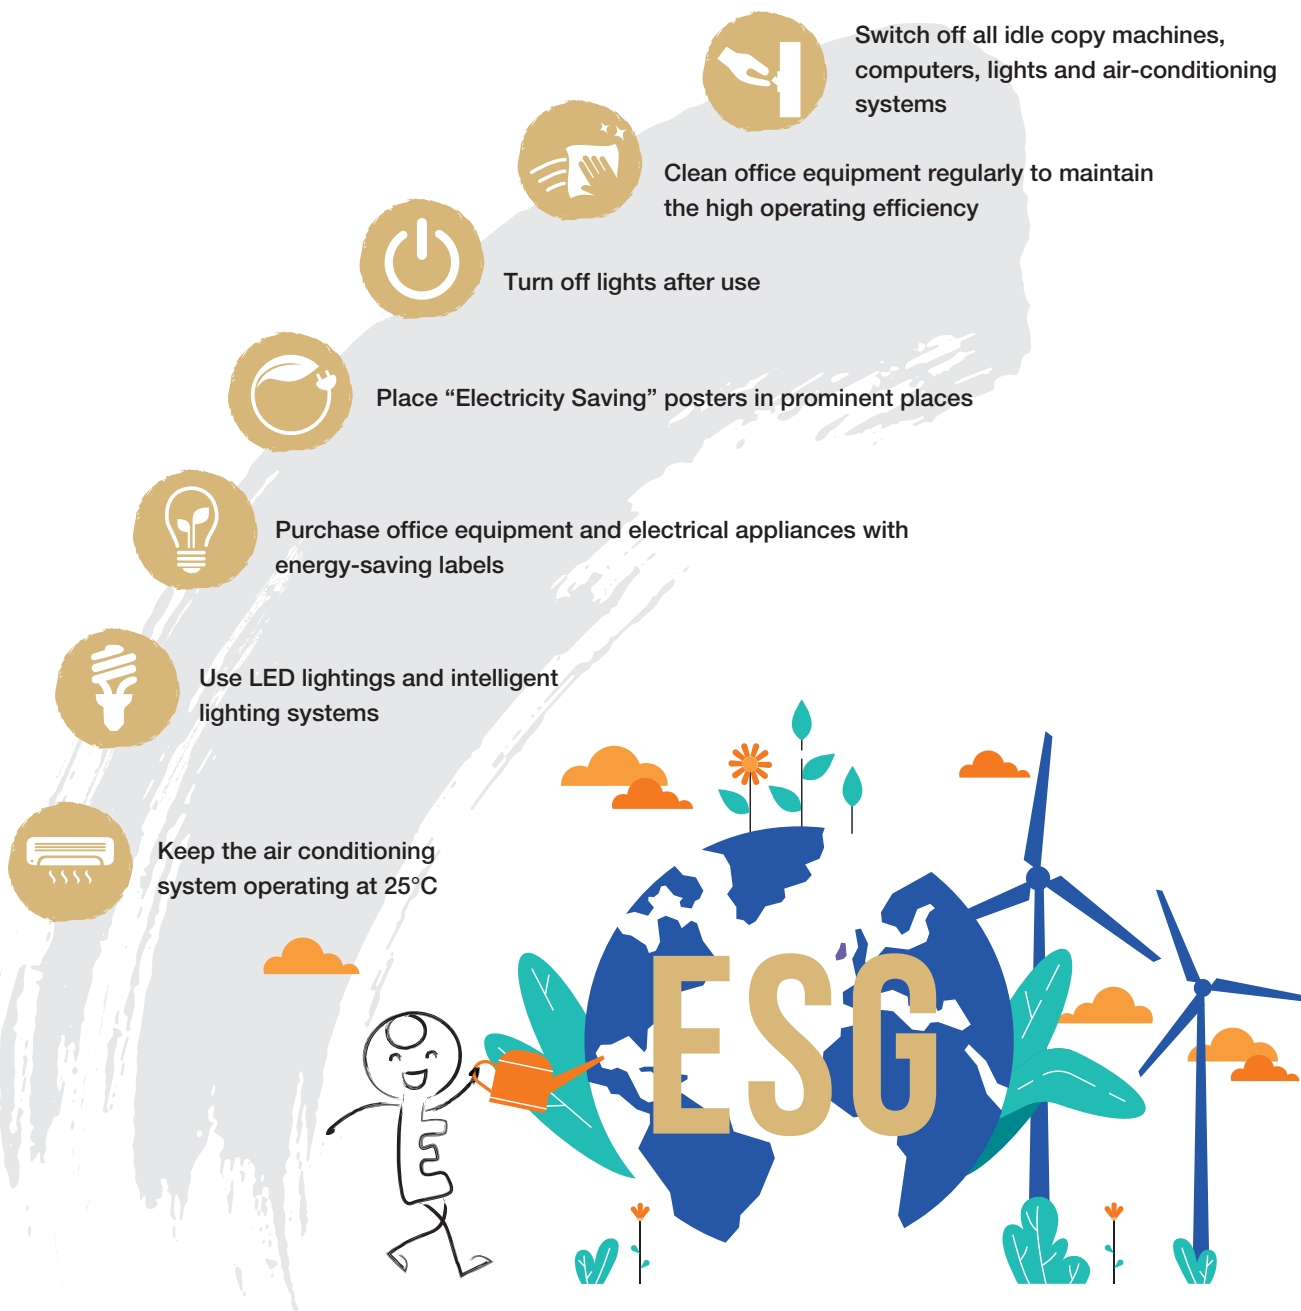 Switch off all idle copy machines,
computers, lights and air-conditioning
systems
Clean office equipment regularly to maintain
the high operating efficiency
Turn off lights after use
Place “Electricity Saving” posters in prominent places
Purchase office equipment and electrical appliances with
energy-saving labels
Use LED lightings and intelligent
lighting systems
Keep the air conditioning
system operating at 25°C
ESG